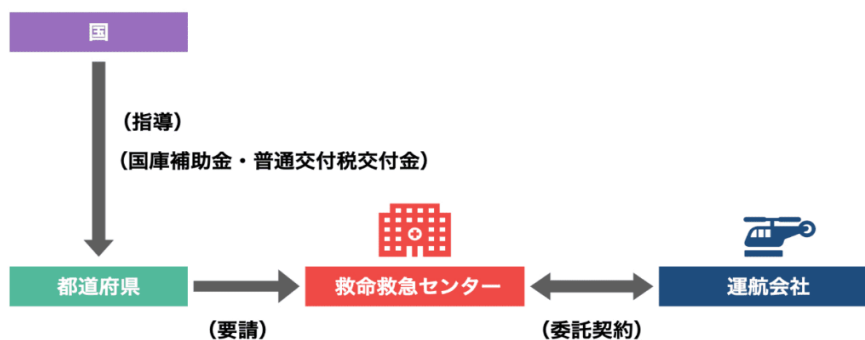 国
（指導）
（国庫補助金・普通交付税交付金）
都道府県
救命救急センター
運航会社
（要請）
（委託契約）